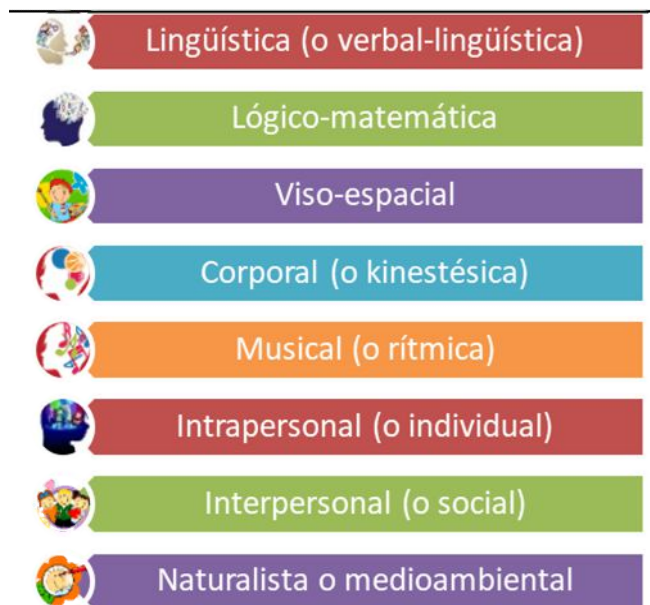 Lingüística (o verbal-lingüística)
Lógico-matemática
Viso-espacial
Corporal (o kinestésica)
Musical (o rítmica)
Intrapersonal (o individual)
Interpersonal (o social)
Naturalista o medioambiental